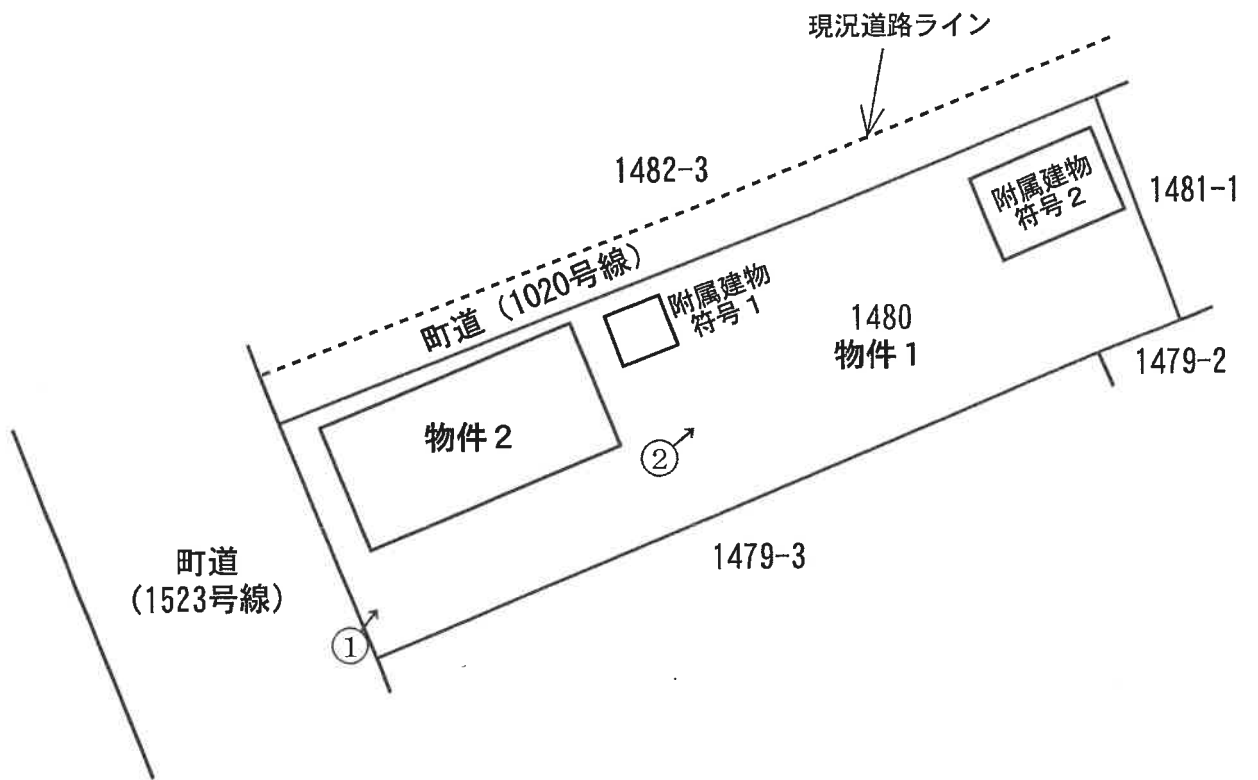 現況道路ライン
1482-3
附属建物
符号2
1481-1
町道(1020号線)
附属建物
符号1
1480
物件1
1479-2
物件2
②
1479-3
町道
(1523号線)
①